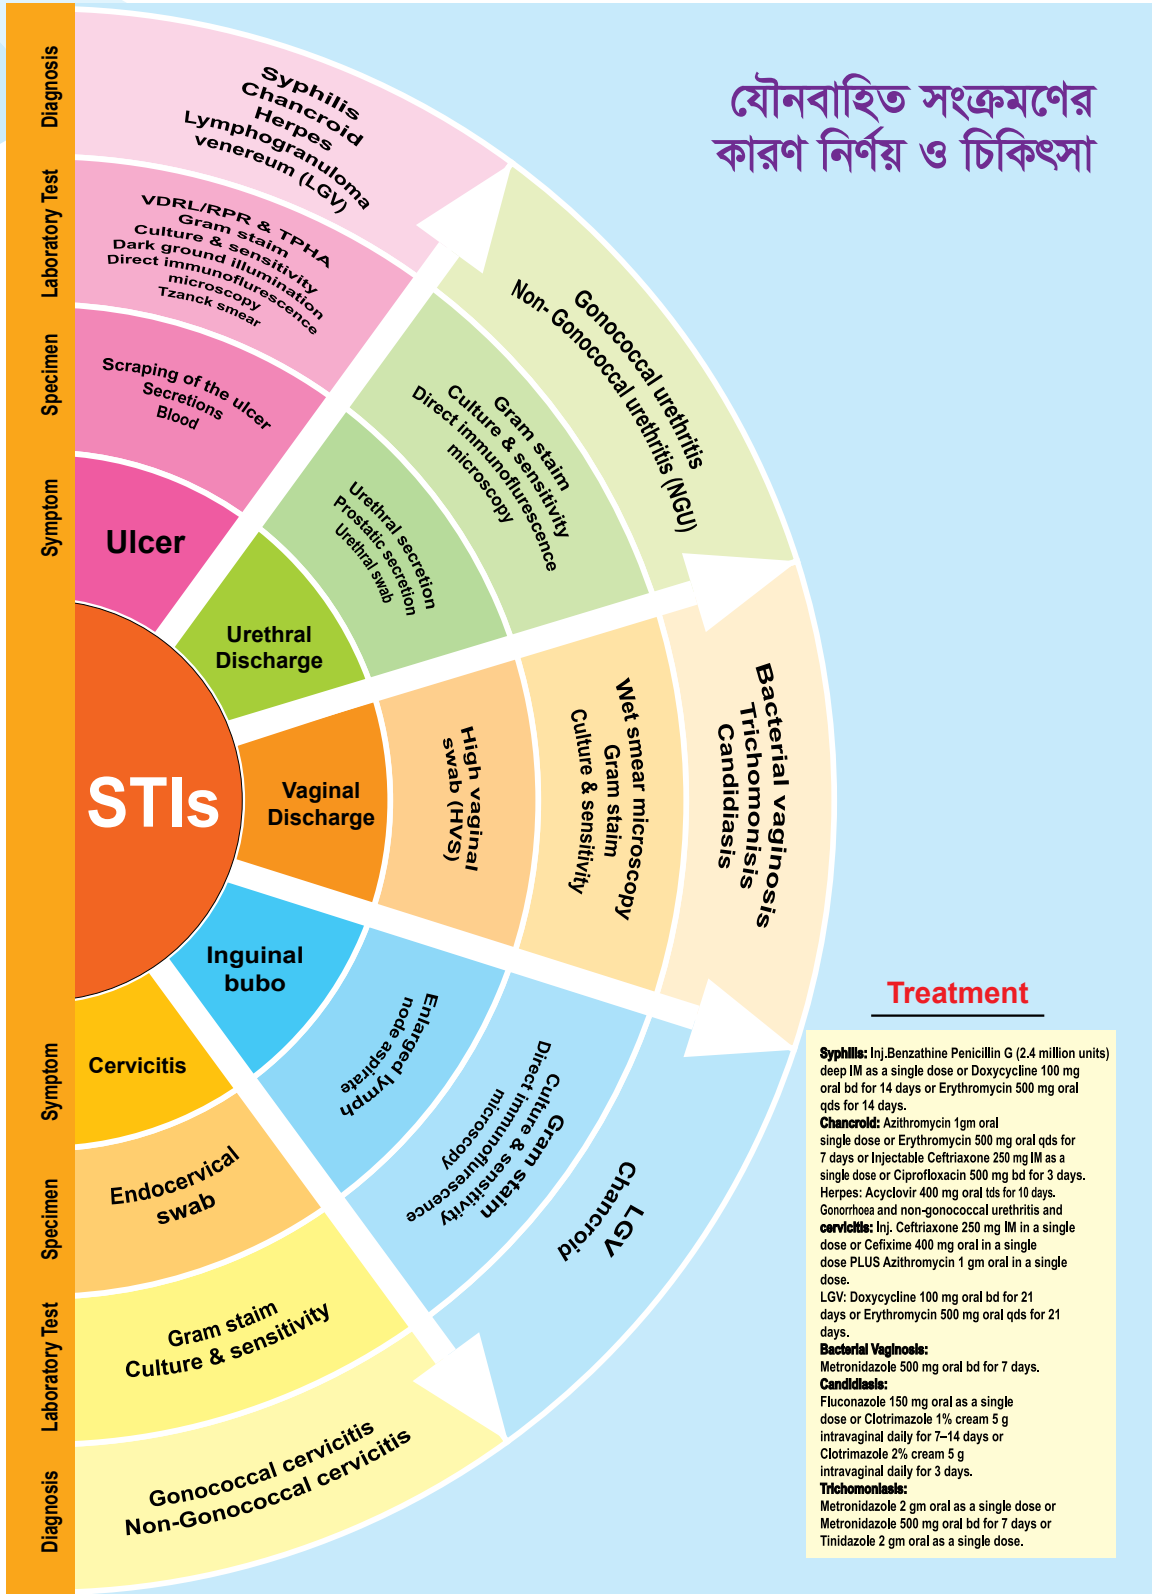 যৌনবাহিত সংক্রমণের
কারণ নির্ণয় ও চিকিৎসা
Diagnosis
Laboratory Test
Specimen
Symptom
Syphilis
Chancroid
Herpes
Lymphogranuloma
venereum (LGV)
VDRL/RPR & TPHA
Gram staim
Culture & sensitivity
Dark ground illumination
Direct immunoflurescence
microscopy
Tzanck smear
Scraping of the ulcer
Secretions
Blood
Ulcer
Gonococcal urethritis
Non- Gonococcal urethritis (NGU)
Gram staim
Culture & sensitivity
Direct immunoflurescence
microscopy
Urethral secretion
Prostatic secretion
Urethral swab
Urethral
Discharge
STIs
Vaginal
Discharge
High vaginal
swab (HVS)
Wet smear microscopy
Gram staim
Culture & sensitivity
Bacterial vaginosis
Trichomonisis
Candidiasis
Inguinal
bubo
Enlarged lymph
node aspirate
Gram staim
Culture & sensitivity
Direct immunoflurescence
microscopy
LGV
Chancroid
Symptom
Specimen
Laboratory Test
Diagnosis
Cervicitis
Endocervical
swab
Gram staim
Culture & sensitivity
Gonococcal cervicitis
Non-Gonococcal cervicitis
Treatment
Syphilis: Inj.Benzathine Penicillin G (2.4 million units)
deep IM as a single dose or Doxycycline 100 mg
oral bd for 14 days or Erythromycin 500 mg oral
qds for 14 days.
Chancroid: Azithromycin 1gm oral
single dose or Erythromycin 500 mg oral qds for
7 days or Injectable Ceftriaxone 250 mg IM as a
single dose or Ciprofloxacin 500 mg bd for 3 days.
Herpes: Acyclovir 400 mg oral tds for 10 days.
Gonorrhoea and non-gonococcal urethritis and
cervicitis: Inj. Ceftriaxone 250 mg IM in a single
dose or Cefixime 400 mg oral in a single
dose PLUS Azithromycin 1 gm oral in a single
dose.
LGV: Doxycycline 100 mg oral bd for 21
days or Erythromycin 500 mg oral qds for 21
days.
Bacterial Vaginosis:
Metronidazole 500 mg oral bd for 7 days.
Candidiasis:
Fluconazole 150 mg oral as a single
dose or Clotrimazole 1% cream 5 g
intravaginal daily for 7–14 days or
Clotrimazole 2% cream 5 g
intravaginal daily for 3 days.
Trichomoniasis:
Metronidazole 2 gm oral as a single dose or
Metronidazole 500 mg oral bd for 7 days or
Tinidazole 2 gm oral as a single dose.